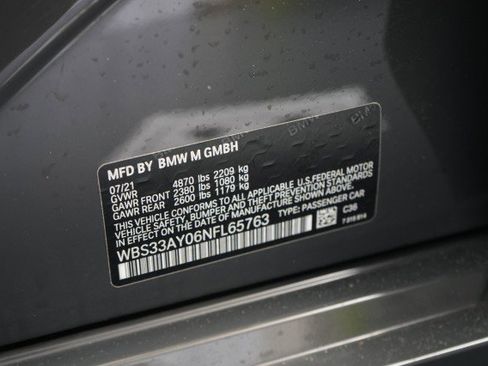 MFD BY BMW M GMBH
07/21
GVWR 4870 lbs 2209 kg
GAWR FRONT 2380 lbs 1080 kg
GAWR REAR 2600 lbs 1179 kg
THIS VEHICLE CONFORMS TO ALL APPLICABLE U.S.FEDERAL MOTOR
VEHICLE SAFETY, BUMPER, AND THEFT PREVENTION STANDARDS
IN EFFECT ON THE DATE OF MANUFACTURE SHOWN ABOVE.
WBS33AY06NFL65763 TYPE: PASSENGER CAR
C36